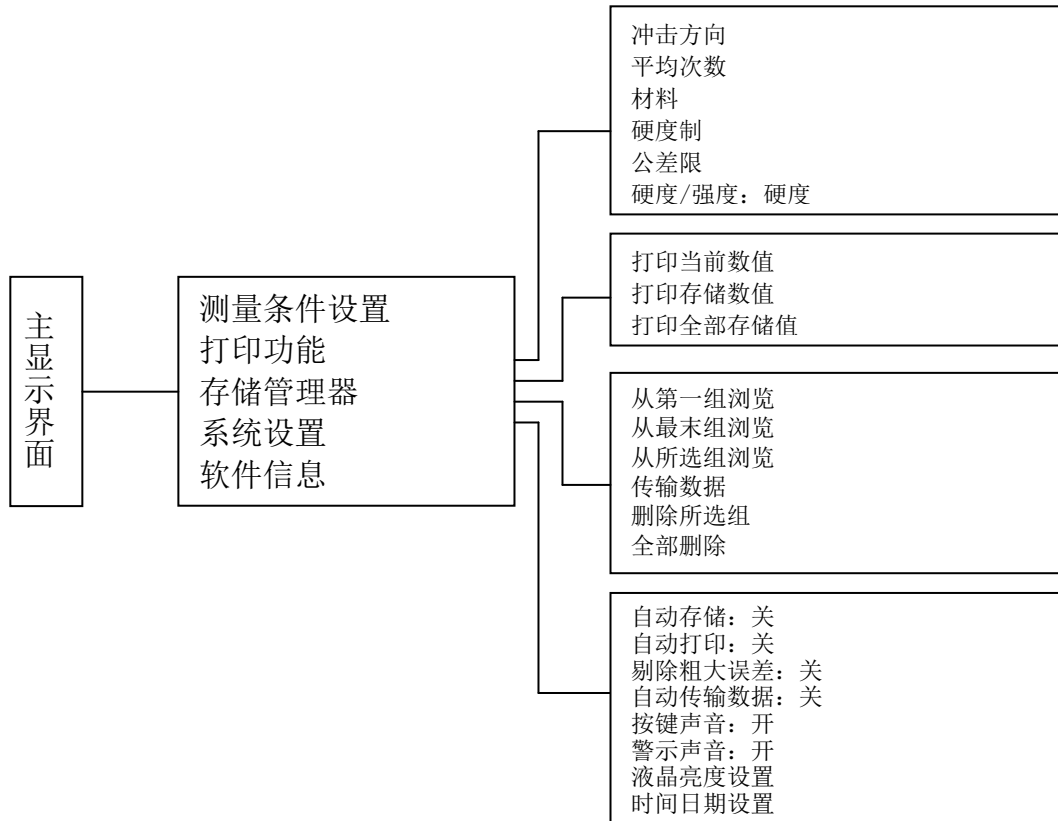 主显示界面
测量条件设置
打印功能
存储管理器
系统设置
软件信息
冲击方向
平均次数
材料
硬度制
公差限
硬度/强度：硬度
打印当前数值
打印存储数值
打印全部存储值
从第一组浏览
从最末组浏览
从所选组浏览
传输数据
删除所选组
全部删除
自动存储：关
自动打印：关
剔除粗大误差：关
自动传输数据：关
按键声音：开
警示声音：开
液晶亮度设置
时间日期设置